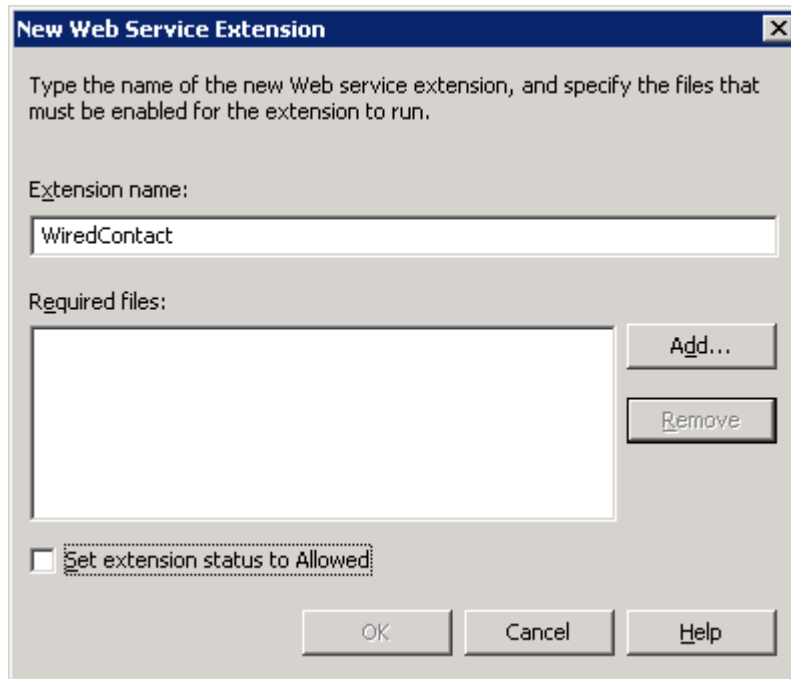 New Web Service Extension
Type the name of the new Web service extension, and specify the files that
must be enabled for the extension to run.
Extension name:
WiredContact
Required files:
Add...
Remove
Set extension status to Allowed
OK
Cancel
Help